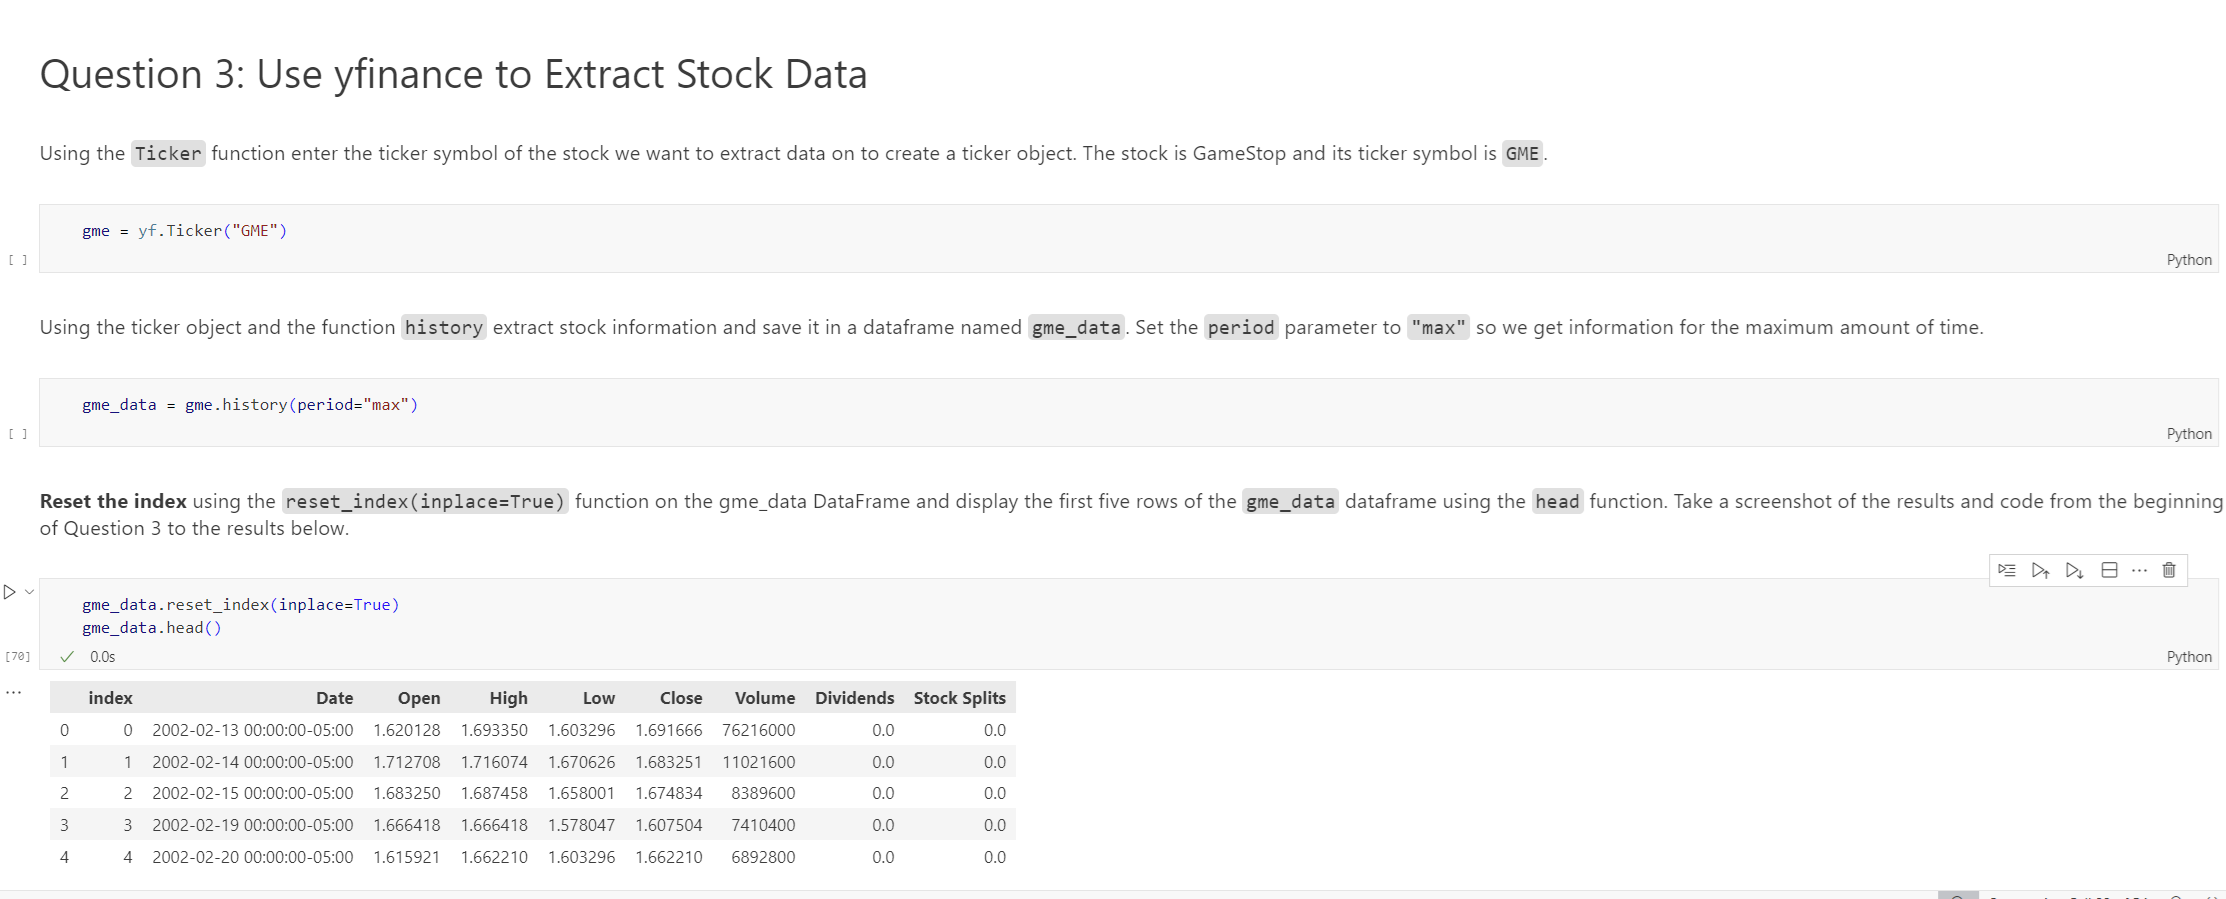 Question 3: Use yfinance to Extract Stock Data
Using the Ticker function enter the ticker symbol of the stock we want to extract data on to create a ticker object. The stock is GameStop and its ticker symbol is GME.
gme = yf.Ticker("GME")
[ ]
Python
Using the ticker object and the function history extract stock information and save it in a dataframe named gme_data. Set the period parameter to "max" so we get information for the maximum amount of time.
gme_data = gme.history(period="max")
[ ]
Python
Reset the index using the reset_index(inplace=True) function on the gme_data DataFrame and display the first five rows of the gme_data dataframe using the head function. Take a screenshot of the results and code from the beginning
of Question 3 to the results below.
gme_data.reset_index(inplace=True)
gme_data.head()
[70] 0.0s
Python
index Date Open High Low Close Volume Dividends Stock Splits
0 0 2002-02-13 00:00:00-05:00 1.620128 1.693350 1.603296 1.691666 76216000 0.0 0.0
1 1 2002-02-14 00:00:00-05:00 1.712708 1.716074 1.670626 1.683251 11021600 0.0 0.0
2 2 2002-02-15 00:00:00-05:00 1.683250 1.687458 1.658001 1.674834 8389600 0.0 0.0
3 3 2002-02-19 00:00:00-05:00 1.666418 1.666418 1.578047 1.607504 7410400 0.0 0.0
4 4 2002-02-20 00:00:00-05:00 1.615921 1.662210 1.603296 1.662210 6892800 0.0 0.0